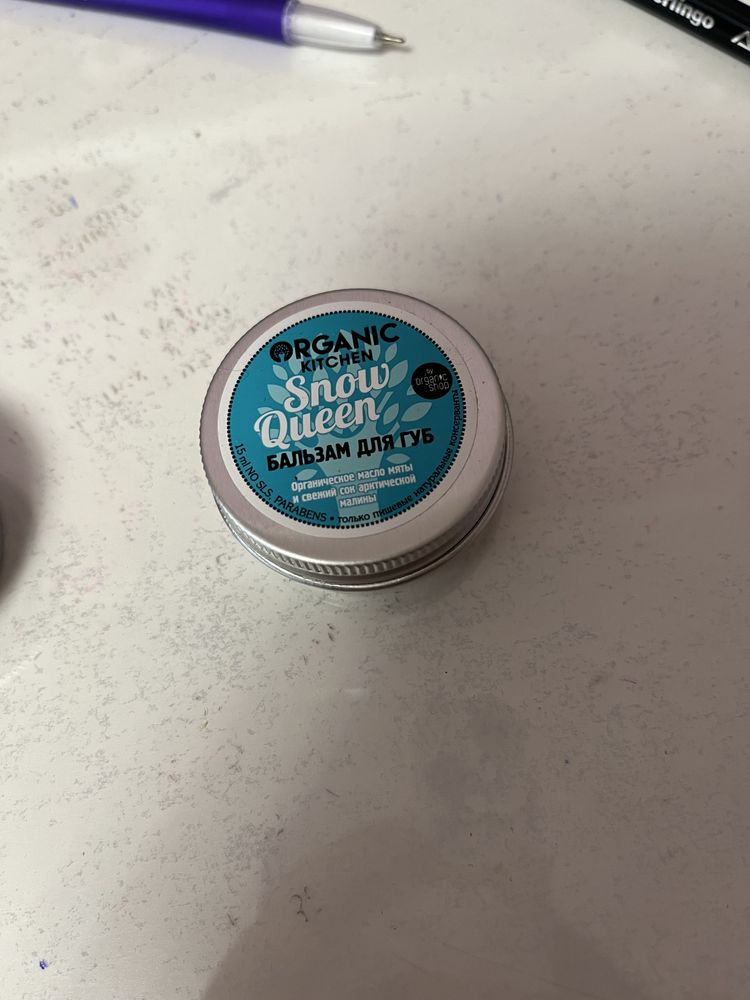 ORGANIC
KITCHEN
by
organic
shop
Snow
Queen
БАЛЬЗАМ ДЛЯ ГУБ
Органическое масло мяты
и свежий сок арктической
малины
15 ml NO SLS, PARABENS • только пищевые натуральные консерванты